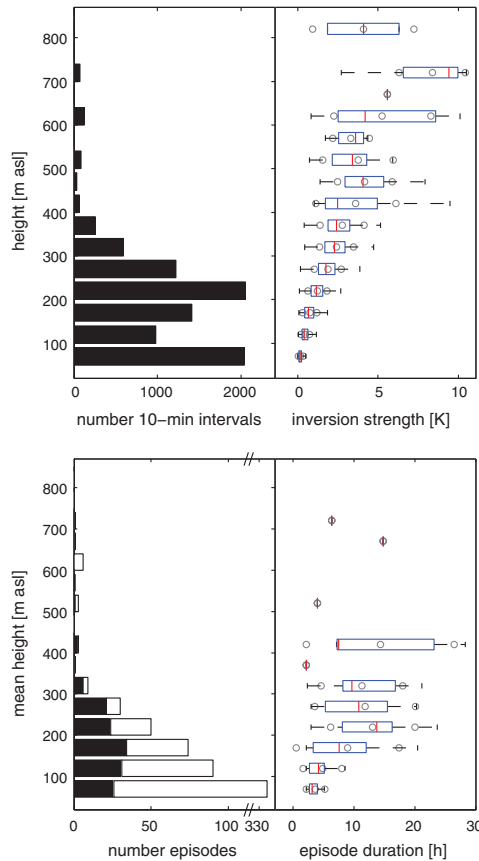 800
700
600
500
400
300
200
100
height [m asl]
0 1000 2000
0 5 10
number 10−min intervals
inversion strength [K]
800
700
600
500
400
300
200
100
mean height [m asl]
0 50 100 330
0 10 20 30
number episodes
episode duration [h]